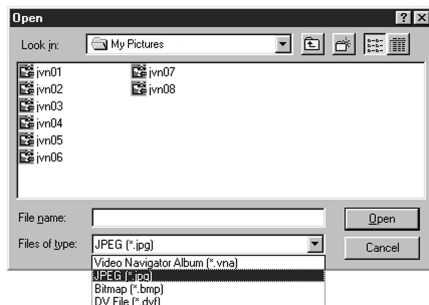 Open
Look in: My Pictures
jvn01
jvn02
jvn03
jvn04
jvn05
jvn06
jvn07
jvn08
File name: Open
Files of type: JPEG (*.jpg) Cancel
Video Navigator Album (*.vna)
JPEG (*.jpg)
Bitmap (*.bmp)
DV File (*.dvf)